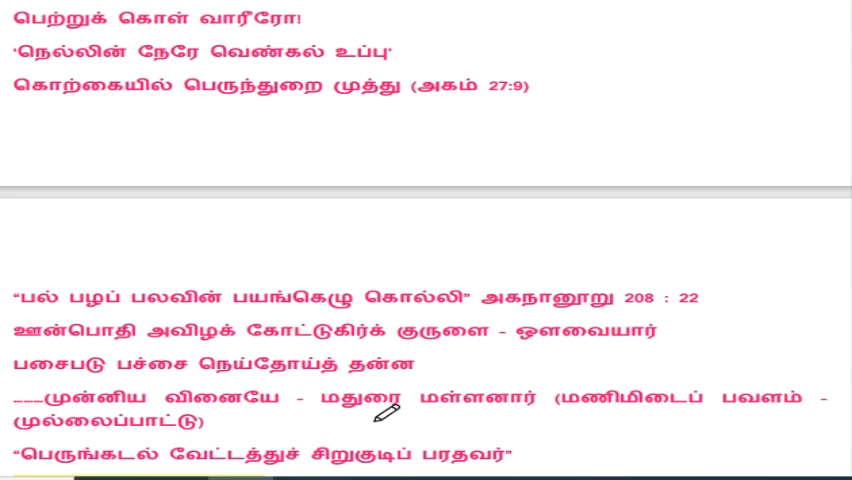 பெற்றுக் கொள் வாரீரோ!
‘நெல்லின் நேரே வெண்கல் உப்பு’
கொற்கையில் பெருந்துறை முத்து (அகம் 27:9)
“பல் பழப் பலவின் பயங்கெழு கொல்லி” அகநானூறு 208 : 22
ஊன்பொதி அவிழக் கோட்டுகிர்க் குருளை - ஔவையார்
பசைபடு பச்சை நெய்தோய்த் தன்ன
………முன்னிய வினையே - மதுரை மள்ளனார் (மணிமிடைப் பவளம் -
முல்லைப்பாட்டு)
“பெருங்கடல் வேட்டத்துச் சிறுகுடிப் பரதவர்”